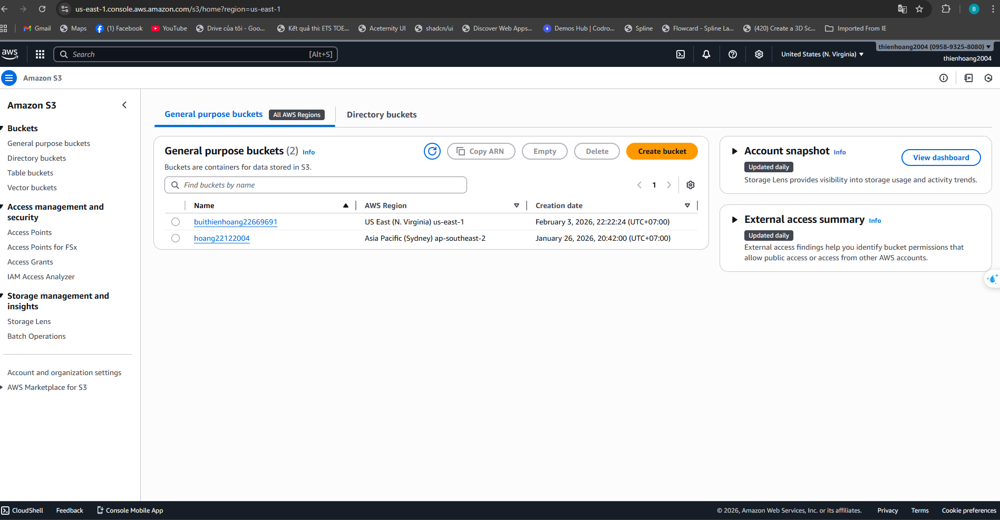 us-east-1.console.aws.amazon.com/s3/home?region=us-east-1
B
Gmail
Maps
(1) Facebook
YouTube
Drive của tôi - Goo...
Kết quả thi: ETS TOE...
Aceternity UI
shadcn/ui
Discover Web Apps...
Demos Hub | Codro...
Spline
Flowcard - Spline La...
(420) Create a 3D Sc...
Imported From IE
aws
Search
[Alt+S]
United States (N. Virginia)
thienhoang2004 (0958-9325-8080)
thienhoang2004
Amazon S3
Amazon S3
Buckets
General purpose buckets
Directory buckets
Table buckets
Vector buckets
Access management and
security
Access Points
Access Points for FSx
Access Grants
IAM Access Analyzer
Storage management and
insights
Storage Lens
Batch Operations
Account and organization settings
AWS Marketplace for S3
General purpose buckets
All AWS Regions
Directory buckets
General purpose buckets (2) Info
Copy ARN
Empty
Delete
Create bucket
Buckets are containers for data stored in S3.
Find buckets by name
1
Name
AWS Region
Creation date
buithienhoang22669691
US East (N. Virginia) us-east-1
February 3, 2026, 22:22:24 (UTC+07:00)
hoang22122004
Asia Pacific (Sydney) ap-southeast-2
January 26, 2026, 20:42:00 (UTC+07:00)
Account snapshot Info
Updated daily
View dashboard
Storage Lens provides visibility into storage usage and activity trends.
External access summary Info
Updated daily
External access findings help you identify bucket permissions that
allow public access or access from other AWS accounts.
CloudShell
Feedback
Console Mobile App
© 2026, Amazon Web Services, Inc. or its affiliates.
Privacy
Terms
Cookie preferences